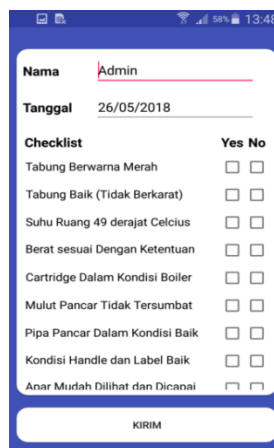 58% 13:48
Nama Admin
Tanggal 26/05/2018
Checklist Yes No
Tabung Berwarna Merah
Tabung Baik (Tidak Berkarat)
Suhu Ruang 49 derajat Celcius
Berat sesuai Dengan Ketentuan
Cartridge Dalam Kondisi Boiler
Mulut Pancar Tidak Tersumbat
Pipa Pancar Dalam Kondisi Baik
Kondisi Handle dan Label Baik
Apar Mudah Dilihat dan Dicapai
KIRIM